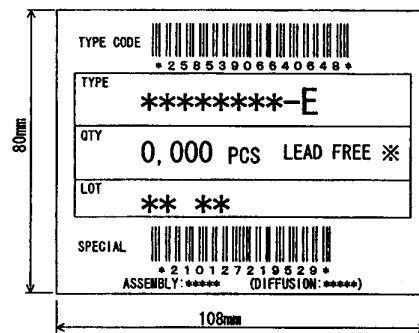 TYPE CODE
*2585390664064 8*
TYPE
********-E
QTY
0,000 PCS LEAD FREE ※
LOT
** **
SPECIAL
*210127219529*
ASSEMBLY:***** (DIFFUSION:*****)
80mm
108mm